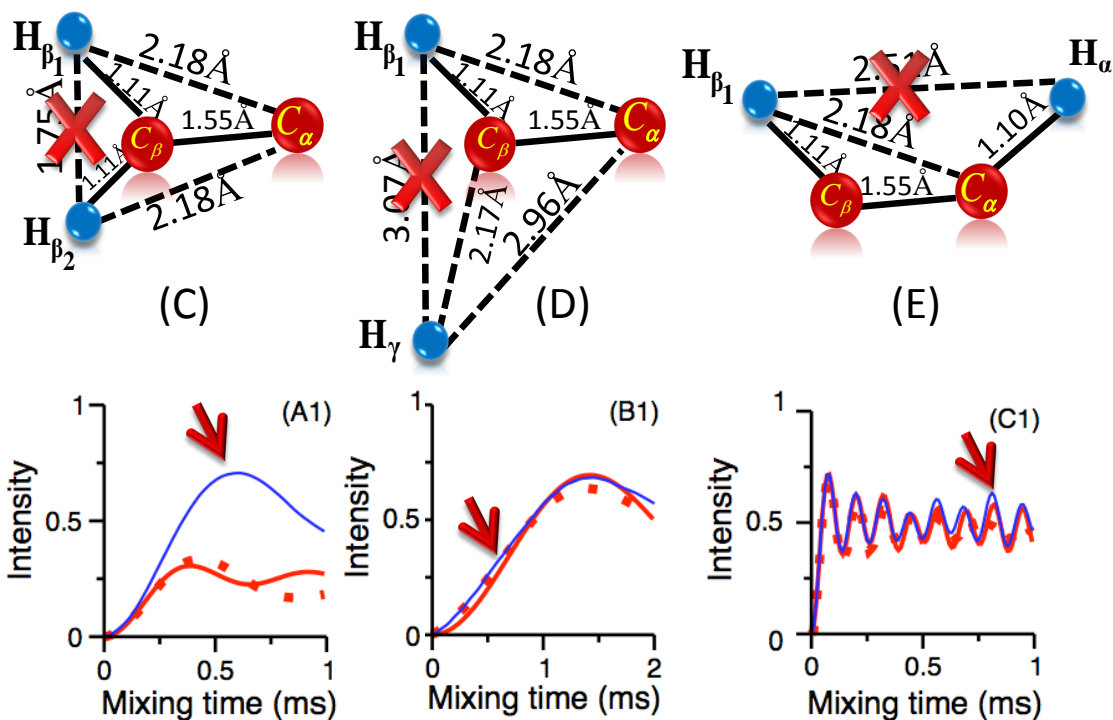 Hβ1
2.18Å
1.11Å
1.75Å
Cβ
1.55Å
Cα
1.11Å
2.18Å
Hβ2
(C)
Hβ1
2.18Å
1.11Å
Cβ
1.55Å
Cα
3.07Å
2.17Å
2.96Å
Hγ
(D)
Hα
2.51Å
Hβ1
2.18Å
1.11Å
1.10Å
Cβ
1.55Å
Cα
(E)
(A1)
1
0.5
0
Intensity
0
0.5
1
Mixing time (ms)
(B1)
1
0.5
0
Intensity
0
1
2
Mixing time (ms)
(C1)
1
0.5
0
Intensity
0
0.5
1
Mixing time (ms)